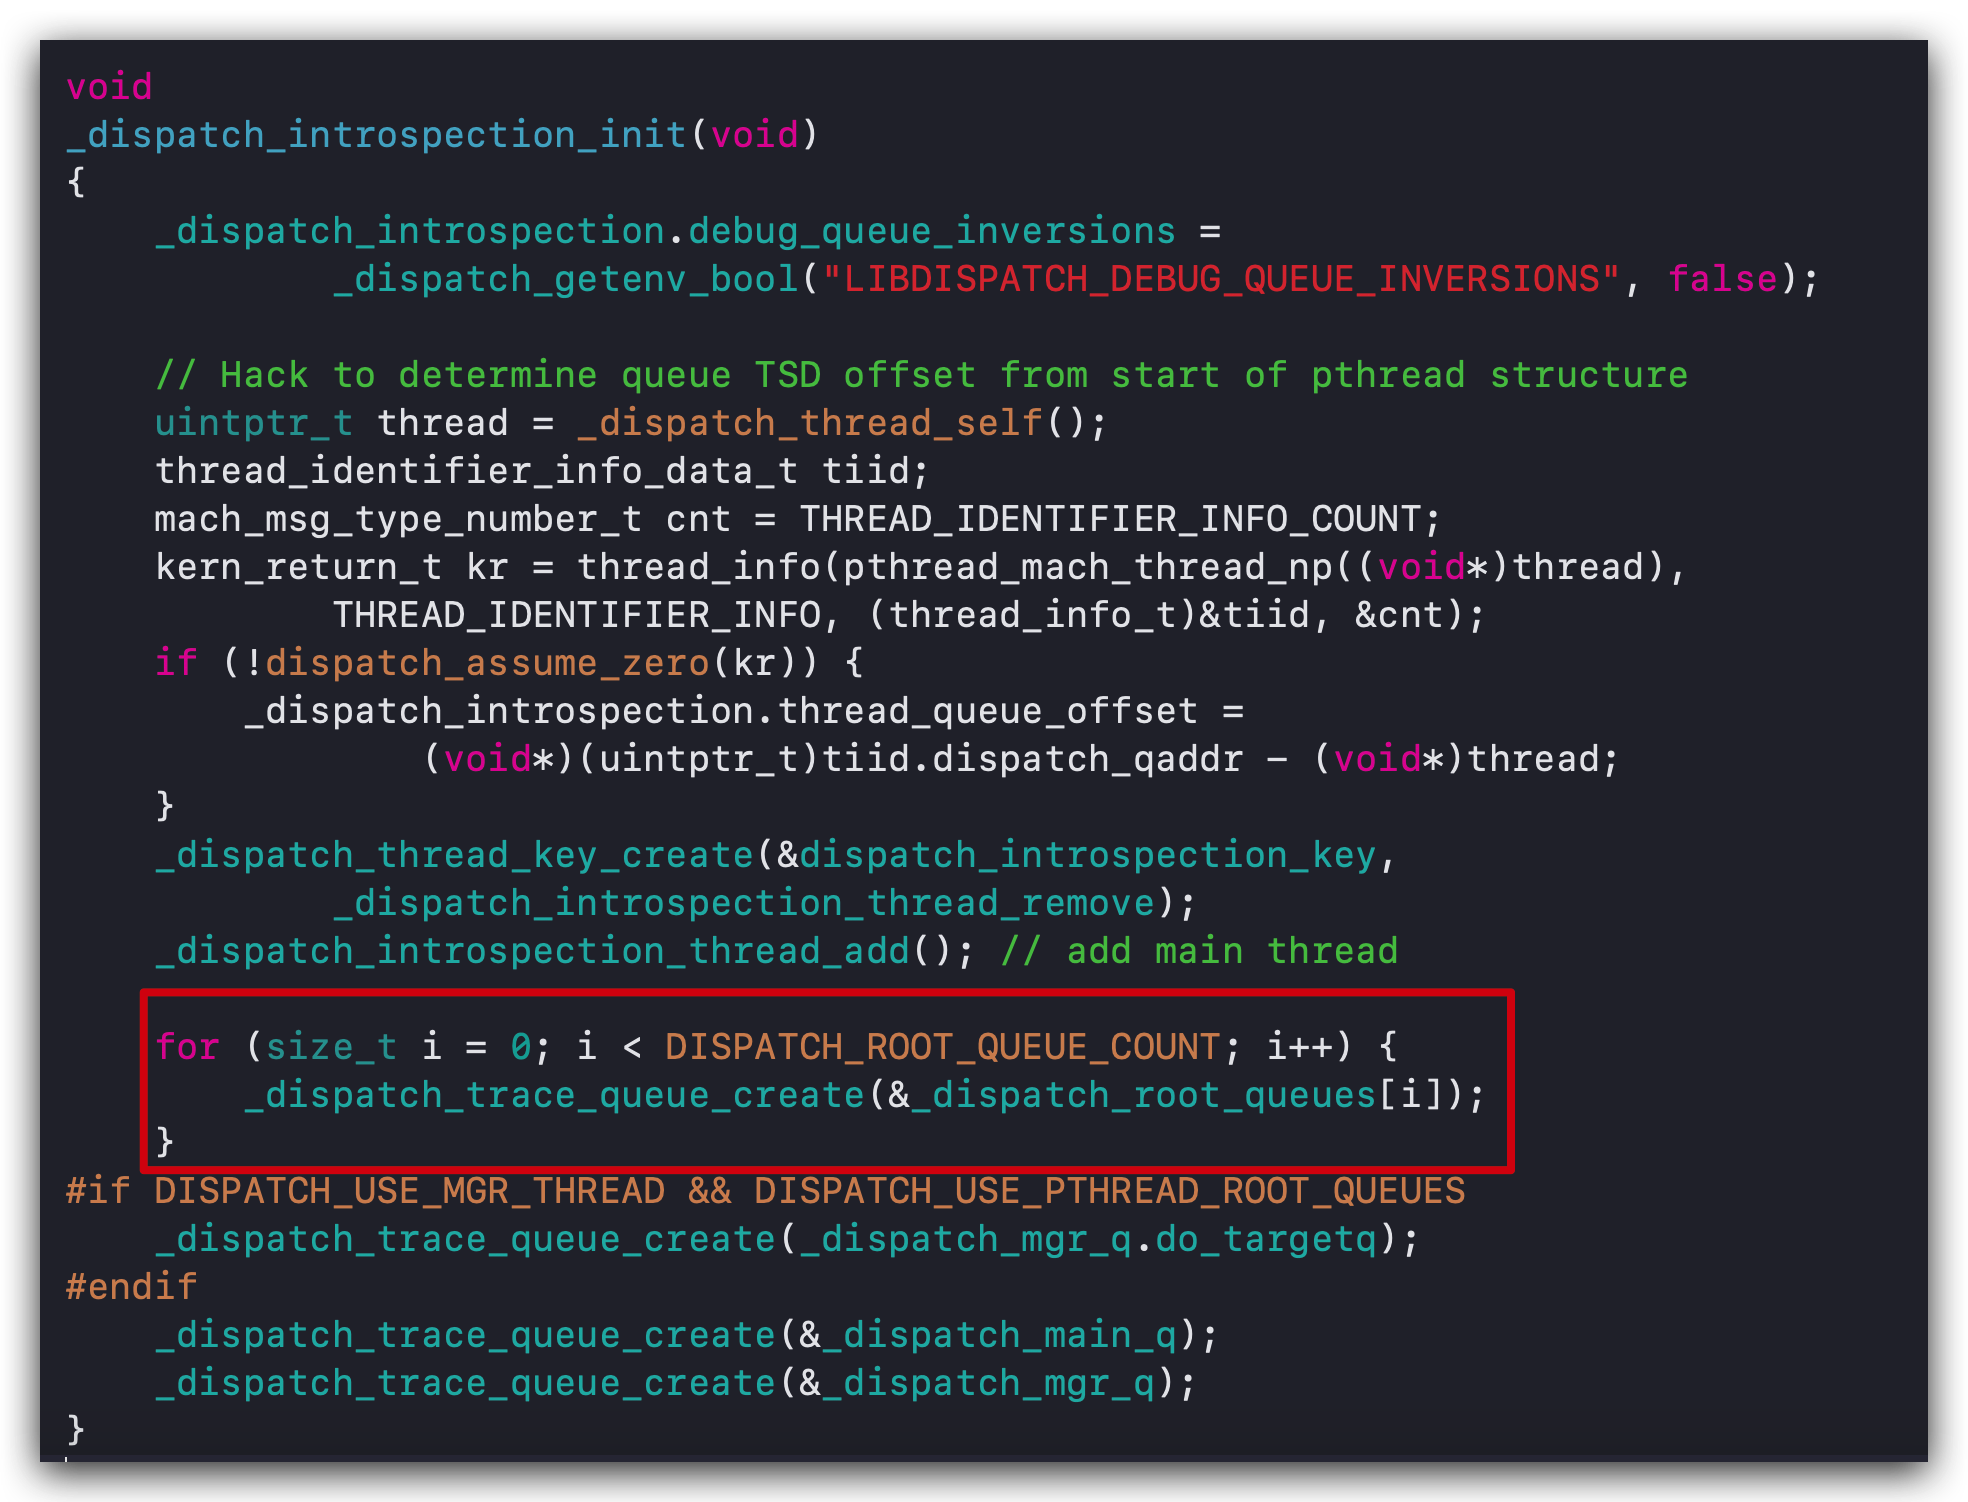 void
_dispatch_introspection_init(void)
{
    _dispatch_introspection.debug_queue_inversions =
            _dispatch_getenv_bool("LIBDISPATCH_DEBUG_QUEUE_INVERSIONS", false);

    // Hack to determine queue TSD offset from start of pthread structure
    uintptr_t thread = _dispatch_thread_self();
    thread_identifier_info_data_t tiid;
    mach_msg_type_number_t cnt = THREAD_IDENTIFIER_INFO_COUNT;
    kern_return_t kr = thread_info(pthread_mach_thread_np((void*)thread),
            THREAD_IDENTIFIER_INFO, (thread_info_t)&tiid, &cnt);
    if (!dispatch_assume_zero(kr)) {
        _dispatch_introspection.thread_queue_offset =
                (void*)(uintptr_t)tiid.dispatch_qaddr - (void*)thread;
    }
    _dispatch_thread_key_create(&dispatch_introspection_key,
            _dispatch_introspection_thread_remove);
    _dispatch_introspection_thread_add(); // add main thread

    for (size_t i = 0; i < DISPATCH_ROOT_QUEUE_COUNT; i++) {
        _dispatch_trace_queue_create(&_dispatch_root_queues[i]);
    }
#if DISPATCH_USE_MGR_THREAD && DISPATCH_USE_PTHREAD_ROOT_QUEUES
    _dispatch_trace_queue_create(_dispatch_mgr_q.do_targetq);
#endif
    _dispatch_trace_queue_create(&_dispatch_main_q);
    _dispatch_trace_queue_create(&_dispatch_mgr_q);
}